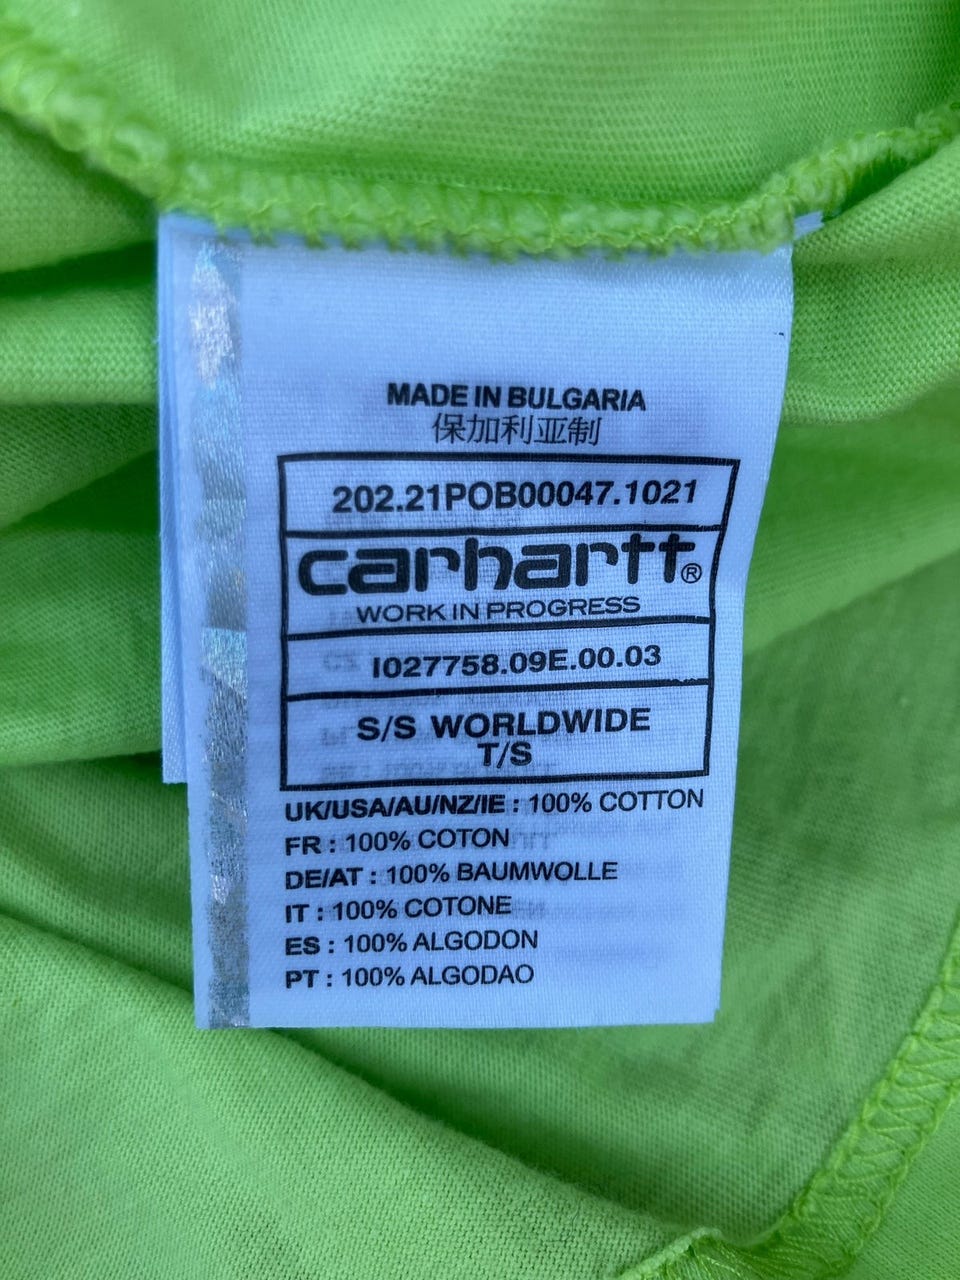 MADE IN BULGARIA
保加利亚制
202.21POB00047.1021
carhartt®
WORK IN PROGRESS
I027758.09E.00.03
S/S WORLDWIDE
T/S
UK/USA/AU/NZ/IE : 100% COTTON
FR : 100% COTON
DE/AT : 100% BAUMWOLLE
IT : 100% COTONE
ES : 100% ALGODON
PT : 100% ALGODAO